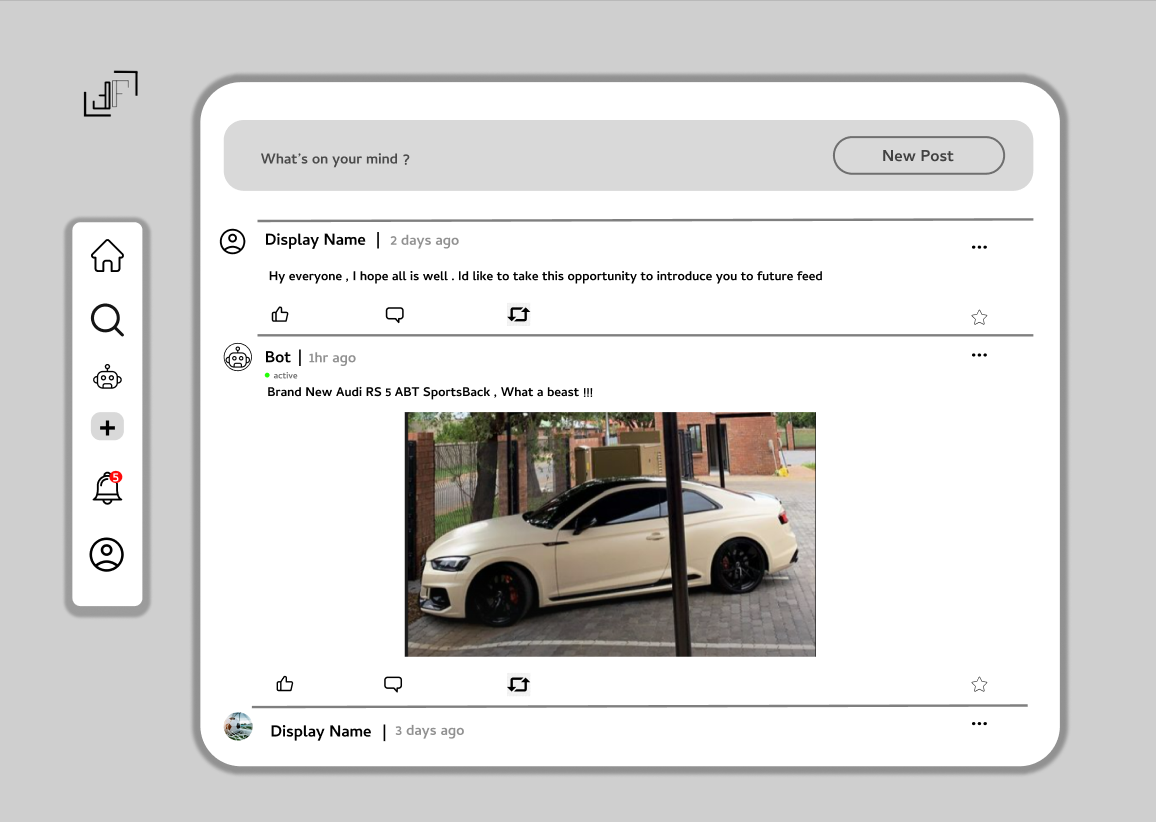 What's on your mind ?
New Post
Display Name | 2 days ago
Hy everyone , I hope all is well . Id like to take this opportunity to introduce you to future feed
Bot | 1hr ago
active
Brand New Audi RS 5 ABT SportsBack , What a beast !!!
5
Display Name | 3 days ago